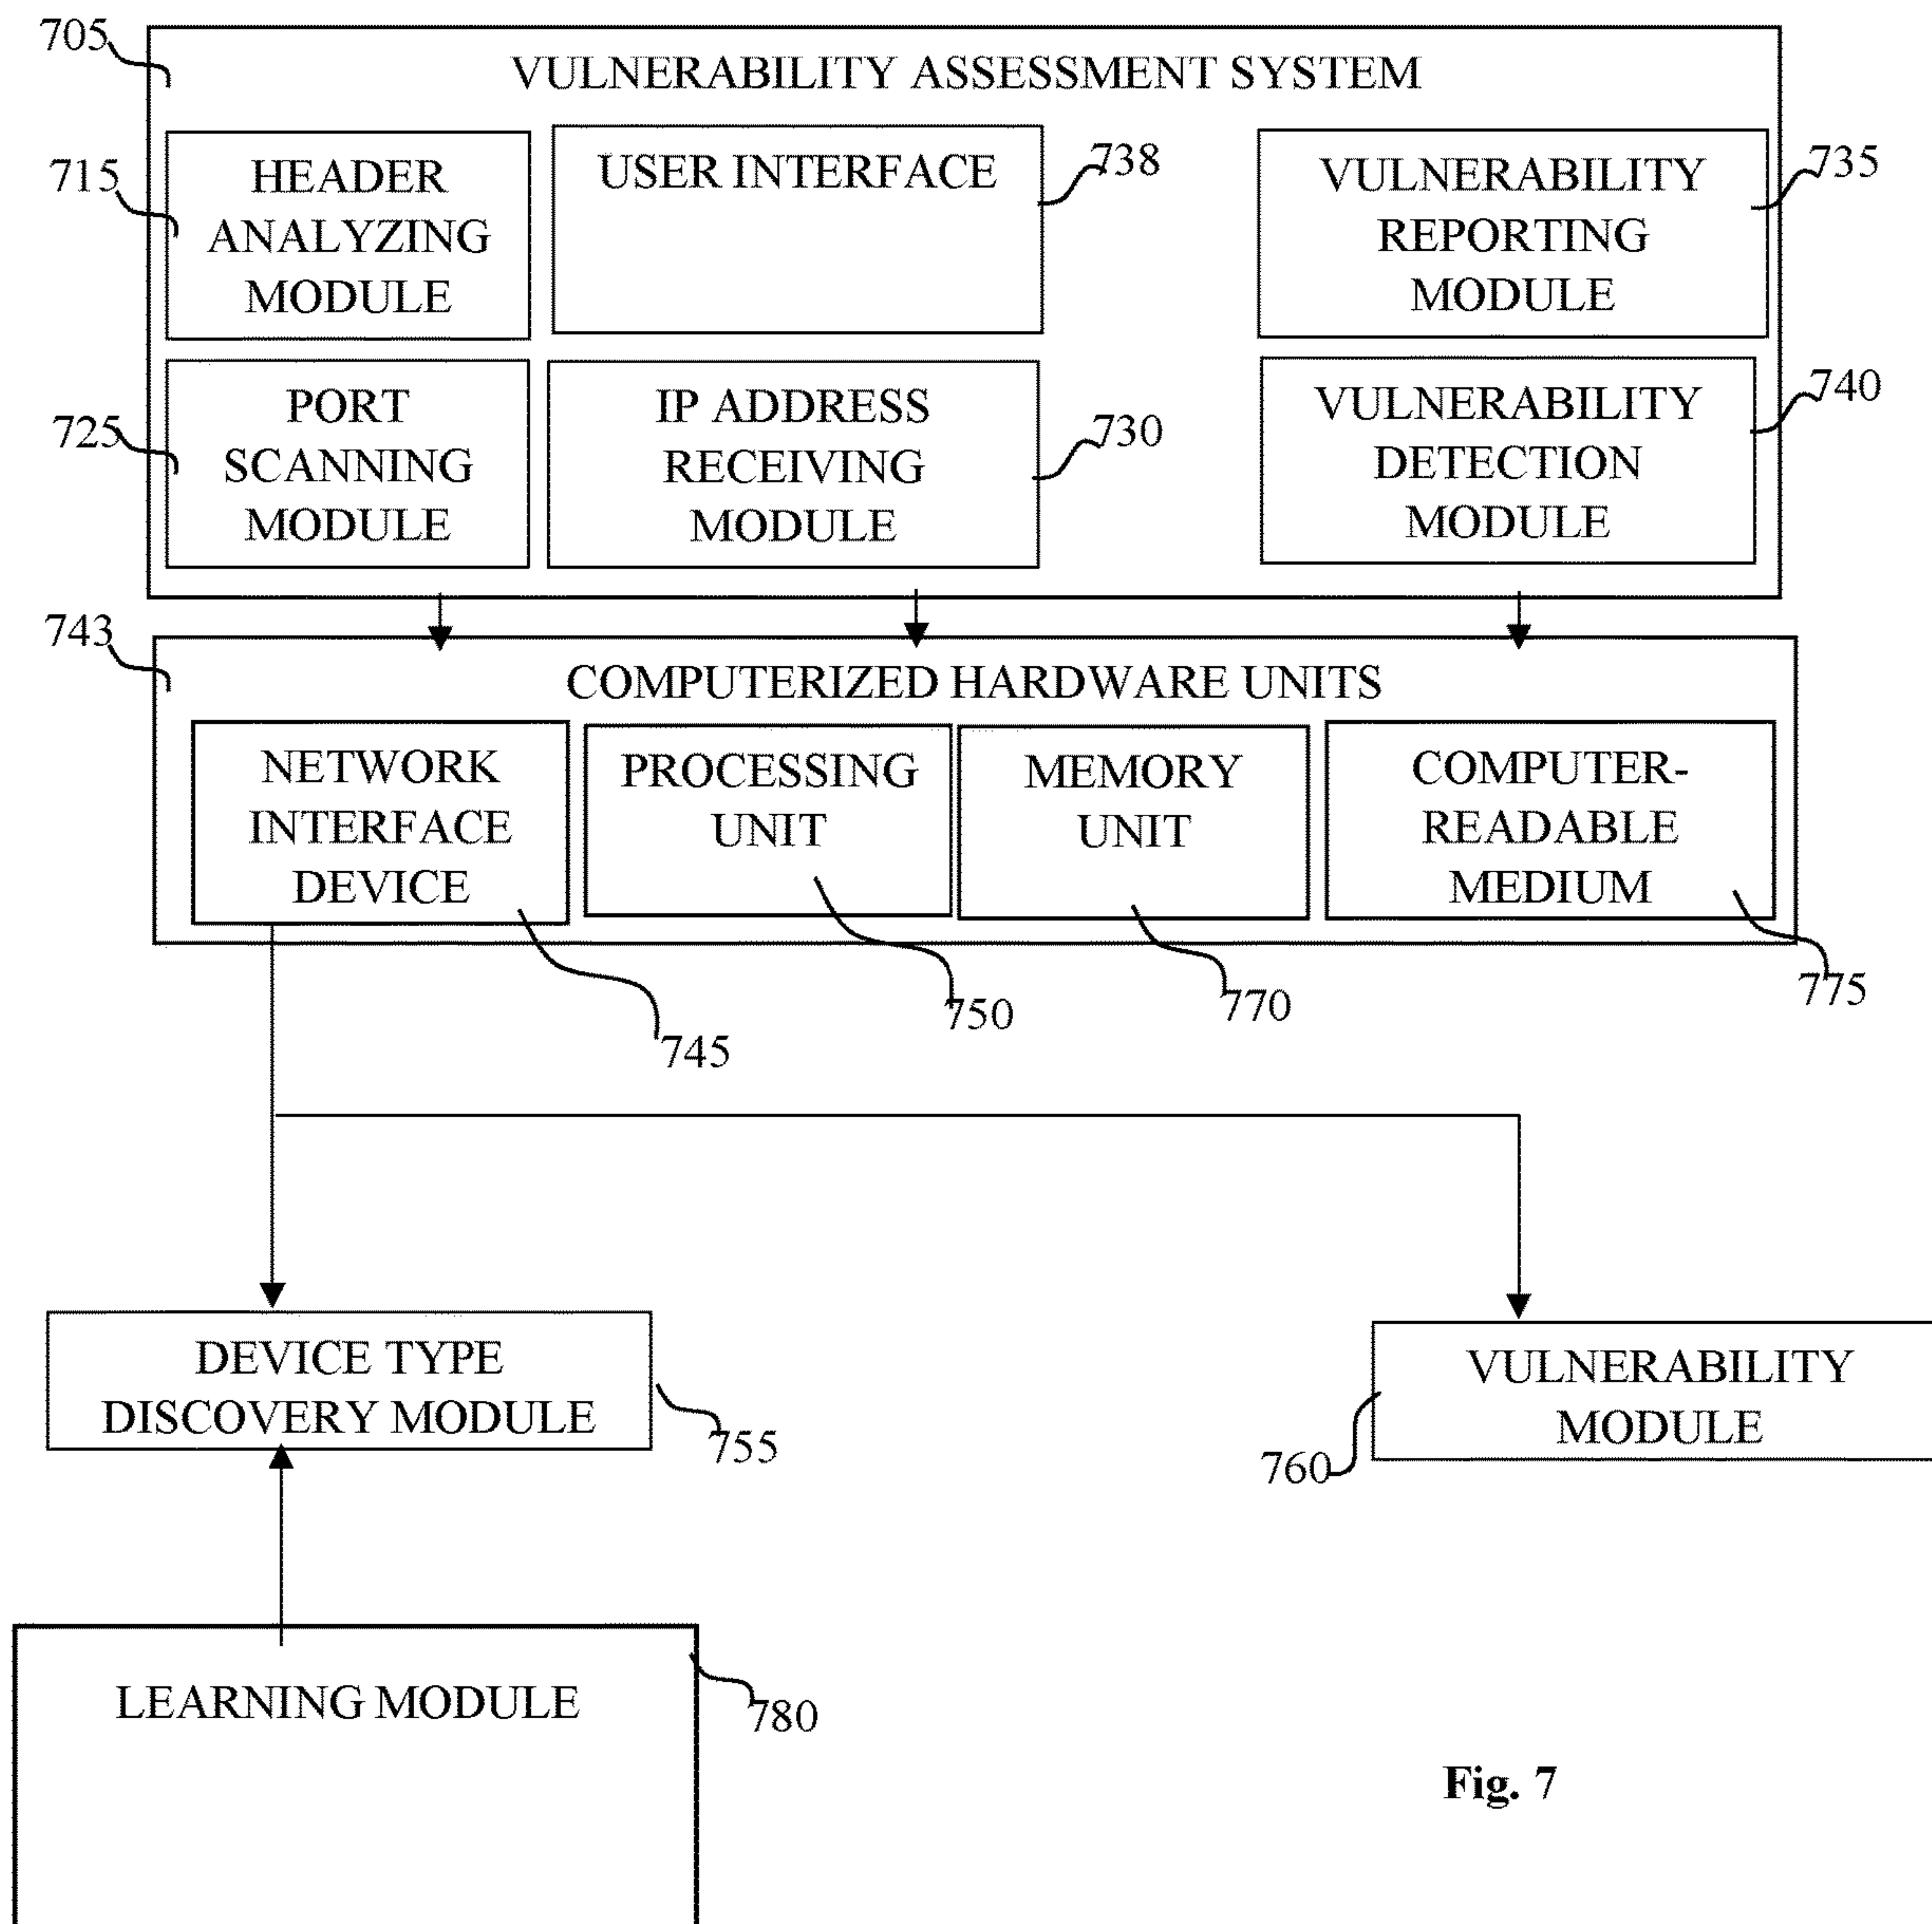 705
VULNERABILITY ASSESSMENT SYSTEM
715
HEADER
ANALYZING
MODULE
USER INTERFACE
738
VULNERABILITY
REPORTING
MODULE
735
725
PORT
SCANNING
MODULE
IP ADDRESS
RECEIVING
MODULE
730
VULNERABILITY
DETECTION
MODULE
740
743
COMPUTERIZED HARDWARE UNITS
NETWORK
INTERFACE
DEVICE
PROCESSING
UNIT
MEMORY
UNIT
COMPUTER-
READABLE
MEDIUM
745
750
770
775
DEVICE TYPE
DISCOVERY MODULE
755
VULNERABILITY
MODULE
760
LEARNING MODULE
780
Fig. 7